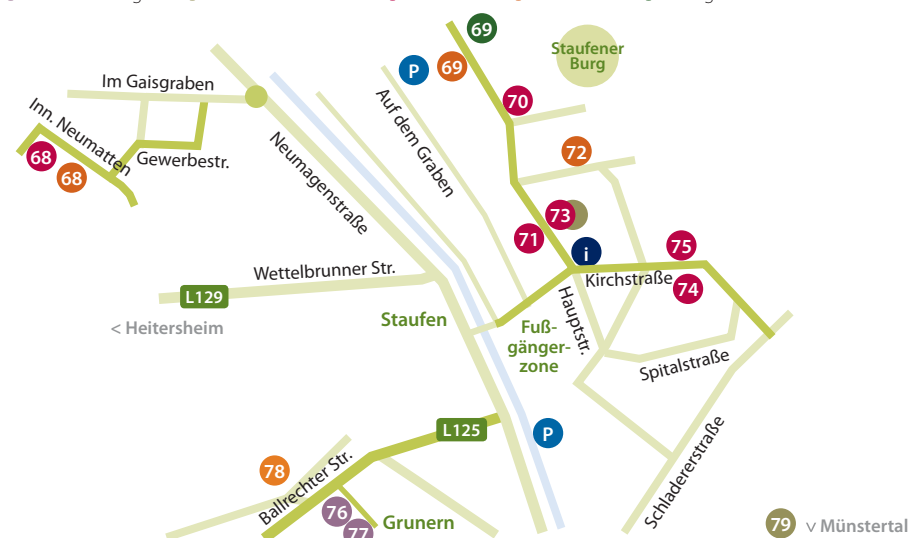 69
Staufener
Burg
P
69
Im Gaisgraben
70
Auf dem Graben
Inn. Neumatten
Neumagenstraße
72
68
Gewerbestr.
68
73
71
i
75
Wettelbrunner Str.
Kirchstraße
74
L129
Hauptstr.
< Heitersheim
Staufen
Fuß-
gänger-
zone
Spitalstraße
L125
P
Schladererstraße
78
Ballrechter Str.
76
Grunern
77
79 v Münstertal